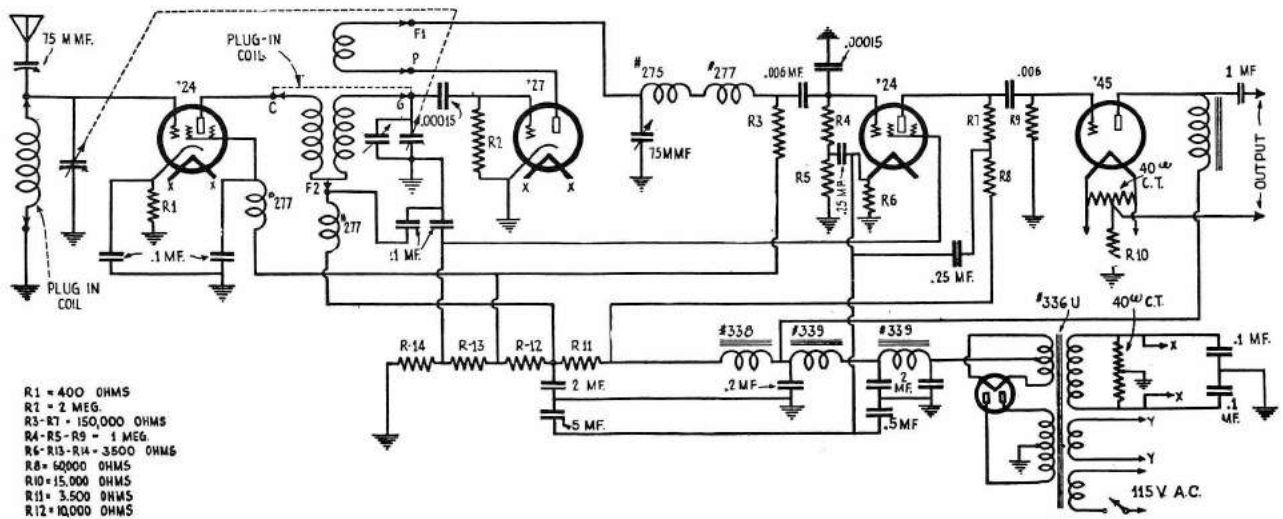 75 MMF.
PLUG-IN
COIL
'24
C
F1
P
G
.00015
'27
R2
F2
#277
R1
#277
.1 MF.
.1 MF.
PLUG IN
COIL
X X
X X
#275
#277
75MMF
.006 MF.
R3
.00015
R4
R5
.25 MF.
'24
R6
.006
R7
R8
R9
.25 MF.
'45
40ω
C.T.
R10
1 MF
OUTPUT
R-14
R-13
R-12
R11
2 MF.
.5 MF.
#338
#339
#339
.2 MF.
2
MF.
.5 MF
#336 U
40ω C.T.
X
X
.1 MF.
.1
MF.
Y
Y
115 V. A.C.
R1 = 400 OHMS
R2 = 2 MEG.
R3-R7 = 150,000 OHMS
R4-R5-R9 = 1 MEG.
R6-R13-R14 = 3500 OHMS
R8 = 60,000 OHMS
R10 = 15,000 OHMS
R11 = 3.500 OHMS
R12 = 10,000 OHMS